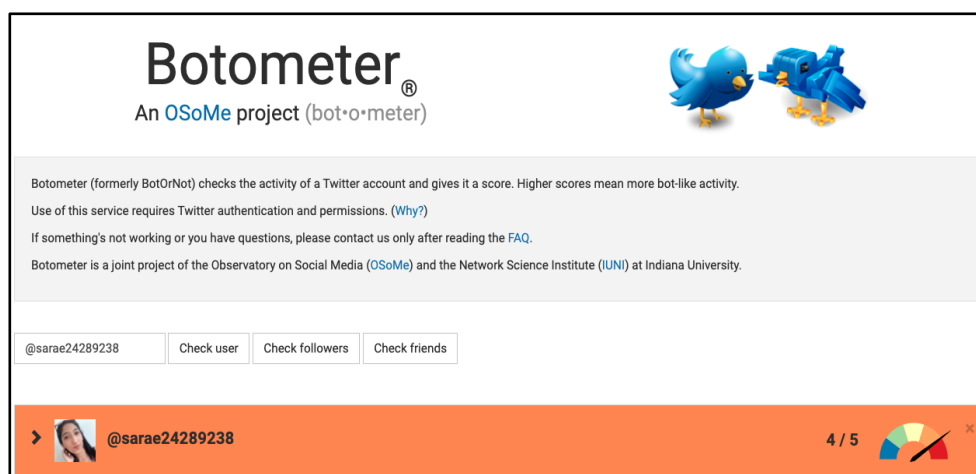 Botometer®
An OSoMe project (bot•o•meter)
Botometer (formerly BotOrNot) checks the activity of a Twitter account and gives it a score. Higher scores mean more bot-like activity.
Use of this service requires Twitter authentication and permissions. (Why?)
If something's not working or you have questions, please contact us only after reading the FAQ.
Botometer is a joint project of the Observatory on Social Media (OSoMe) and the Network Science Institute (IUNI) at Indiana University.
@sarae24289238 Check user Check followers Check friends
@sarae24289238 4 / 5 ×